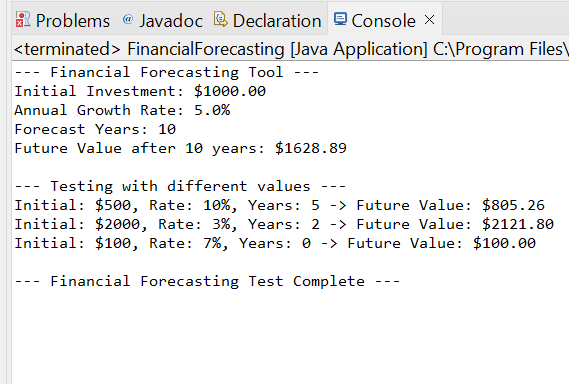 Problems @ Javadoc Declaration Console ×
<terminated> FinancialForecasting [Java Application] C:\Program Files\
--- Financial Forecasting Tool ---
Initial Investment: $1000.00
Annual Growth Rate: 5.0%
Forecast Years: 10
Future Value after 10 years: $1628.89
--- Testing with different values ---
Initial: $500, Rate: 10%, Years: 5 -> Future Value: $805.26
Initial: $2000, Rate: 3%, Years: 2 -> Future Value: $2121.80
Initial: $100, Rate: 7%, Years: 0 -> Future Value: $100.00
--- Financial Forecasting Test Complete ---